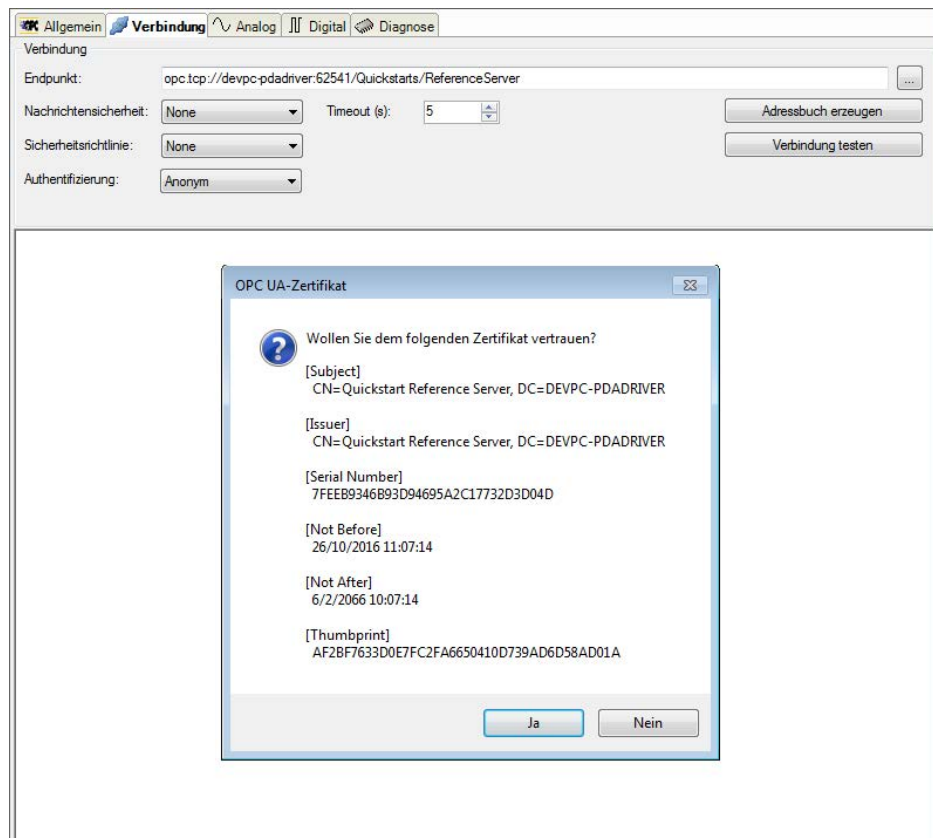 Allgemein Verbindung Analog Digital Diagnose
Verbindung
Endpunkt: opc.tcp://devpc-pdadriver:62541/Quickstarts/ReferenceServer ...
Nachrichtensicherheit: None Timeout (s): 5 Adressbuch erzeugen
Sicherheitsrichtlinie: None Verbindung testen
Authentifizierung: Anonym
OPC UA-Zertifikat
Wollen Sie dem folgenden Zertifikat vertrauen?
[Subject]
CN=Quickstart Reference Server, DC=DEVPC-PDADRIVER
[Issuer]
CN=Quickstart Reference Server, DC=DEVPC-PDADRIVER
[Serial Number]
7FEEB9346B93D94695A2C17732D3D04D
[Not Before]
26/10/2016 11:07:14
[Not After]
6/2/2066 10:07:14
[Thumbprint]
AF2BF7633D0E7FC2FA6650410D739AD6D58AD01A
Ja Nein